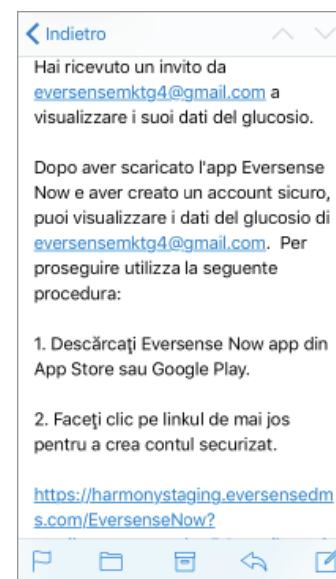 Indietro
Hai ricevuto un invito da
eversensemktg4@gmail.com a
visualizzare i suoi dati del glucosio.
Dopo aver scaricato l'app Eversense
Now e aver creato un account sicuro,
puoi visualizzare i dati del glucosio di
eversensemktg4@gmail.com.  Per
proseguire utilizza la seguente
procedura:
1. Descărcaţi Eversense Now app din
App Store sau Google Play.
2. Faceţi clic pe linkul de mai jos
pentru a crea contul securizat.
https://harmonystaging.eversensedm
s.com/EversenseNow?